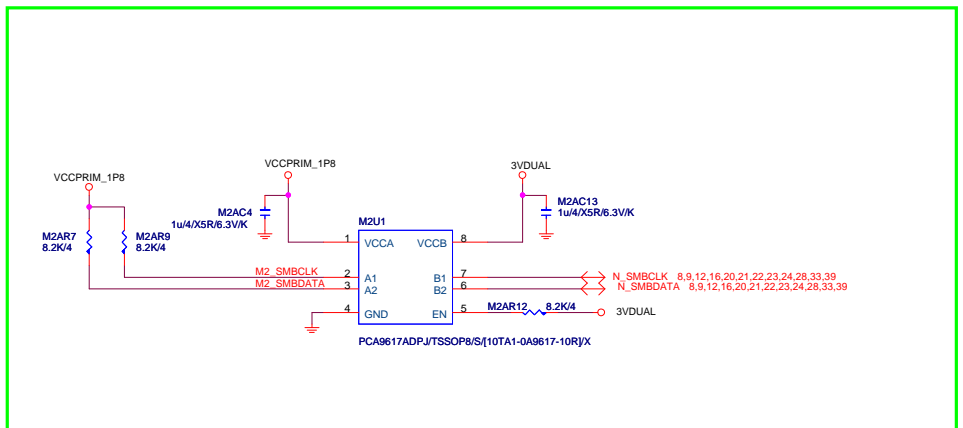 VCCPRIM_1P8
M2AR7
8.2K/4
M2AR9
8.2K/4
VCCPRIM_1P8
M2AC4
1u/4/X5R/6.3V/K
3VDUAL
M2AC13
1u/4/X5R/6.3V/K
M2U1
1 VCCA VCCB 8
M2_SMBCLK 2 A1 B1 7 N_SMBCLK 8,9,12,16,20,21,22,23,24,28,33,39
M2_SMBDATA 3 A2 B2 6 N_SMBDATA 8,9,12,16,20,21,22,23,24,28,33,39
4 GND EN 5 M2AR12 8.2K/4 3VDUAL
PCA9617ADPJ/TSSOP8/S/[10TA1-0A9617-10R]/X